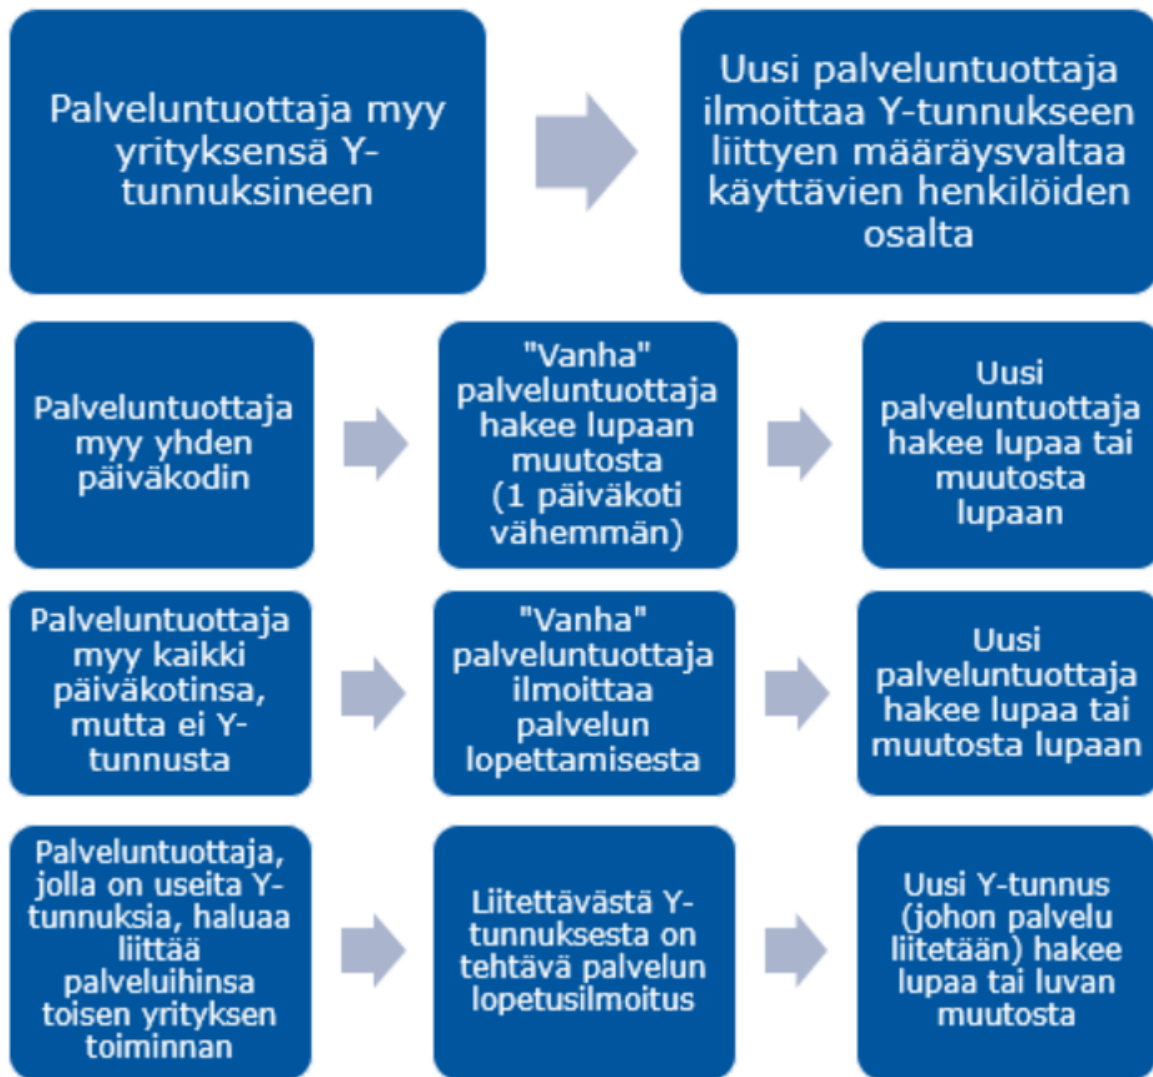 Palveluntuottaja myy
yrityksensä Y-
tunnuksineen
Uusi palveluntuottaja
ilmoittaa Y-tunnukseen
liittyen määräysvaltaa
käyttävien henkilöiden
osalta
Palveluntuottaja
myy yhden
päiväkodin
"Vanha"
palveluntuottaja
hakee lupaan
muutosta
(1 päiväkoti
vähemmän)
Uusi
palveluntuottaja
hakee lupaa tai
muutosta
lupaan
Palveluntuottaja
myy kaikki
päiväkotinsa,
mutta ei Y-
tunnusta
"Vanha"
palveluntuottaja
ilmoittaa
palvelun
lopettamisesta
Uusi
palveluntuottaja
hakee lupaa tai
muutosta lupaan
Palveluntuottaja,
jolla on useita Y-
tunnuksia, haluaa
liittää
palveluihinsa
toisen yrityksen
toiminnan
Liitettävästä Y-
tunnuksesta on
tehtävä palvelun
lopetusilmoitus
Uusi Y-tunnus
(johon palvelu
liitetään) hakee
lupaa tai luvan
muutosta